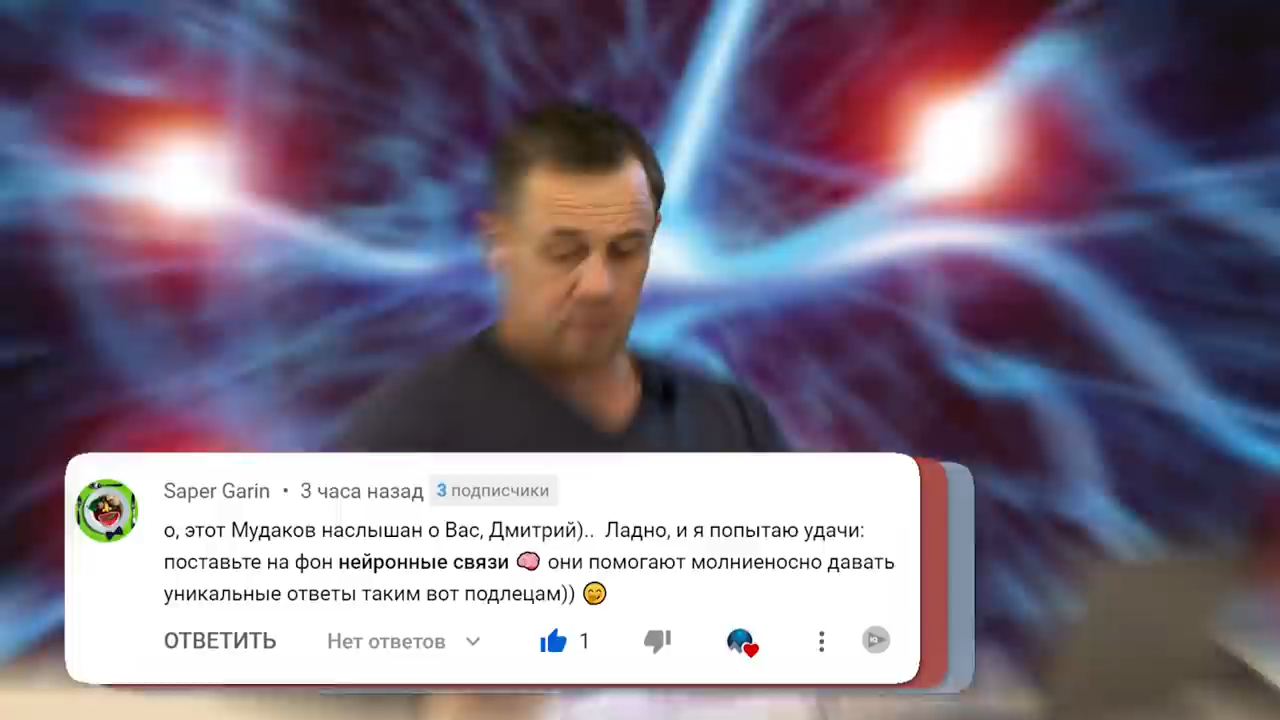 Saper Garin • 3 часа назад 3 подписчики
о, этот Мудаков наслышан о Вас, Дмитрий).. Ладно, и я попытаю удачи:
поставьте на фон нейронные связи 🧠 они помогают молниеносно давать
уникальные ответы таким вот подлецам)) 🤭
ОТВЕТИТЬ Нет ответов 1